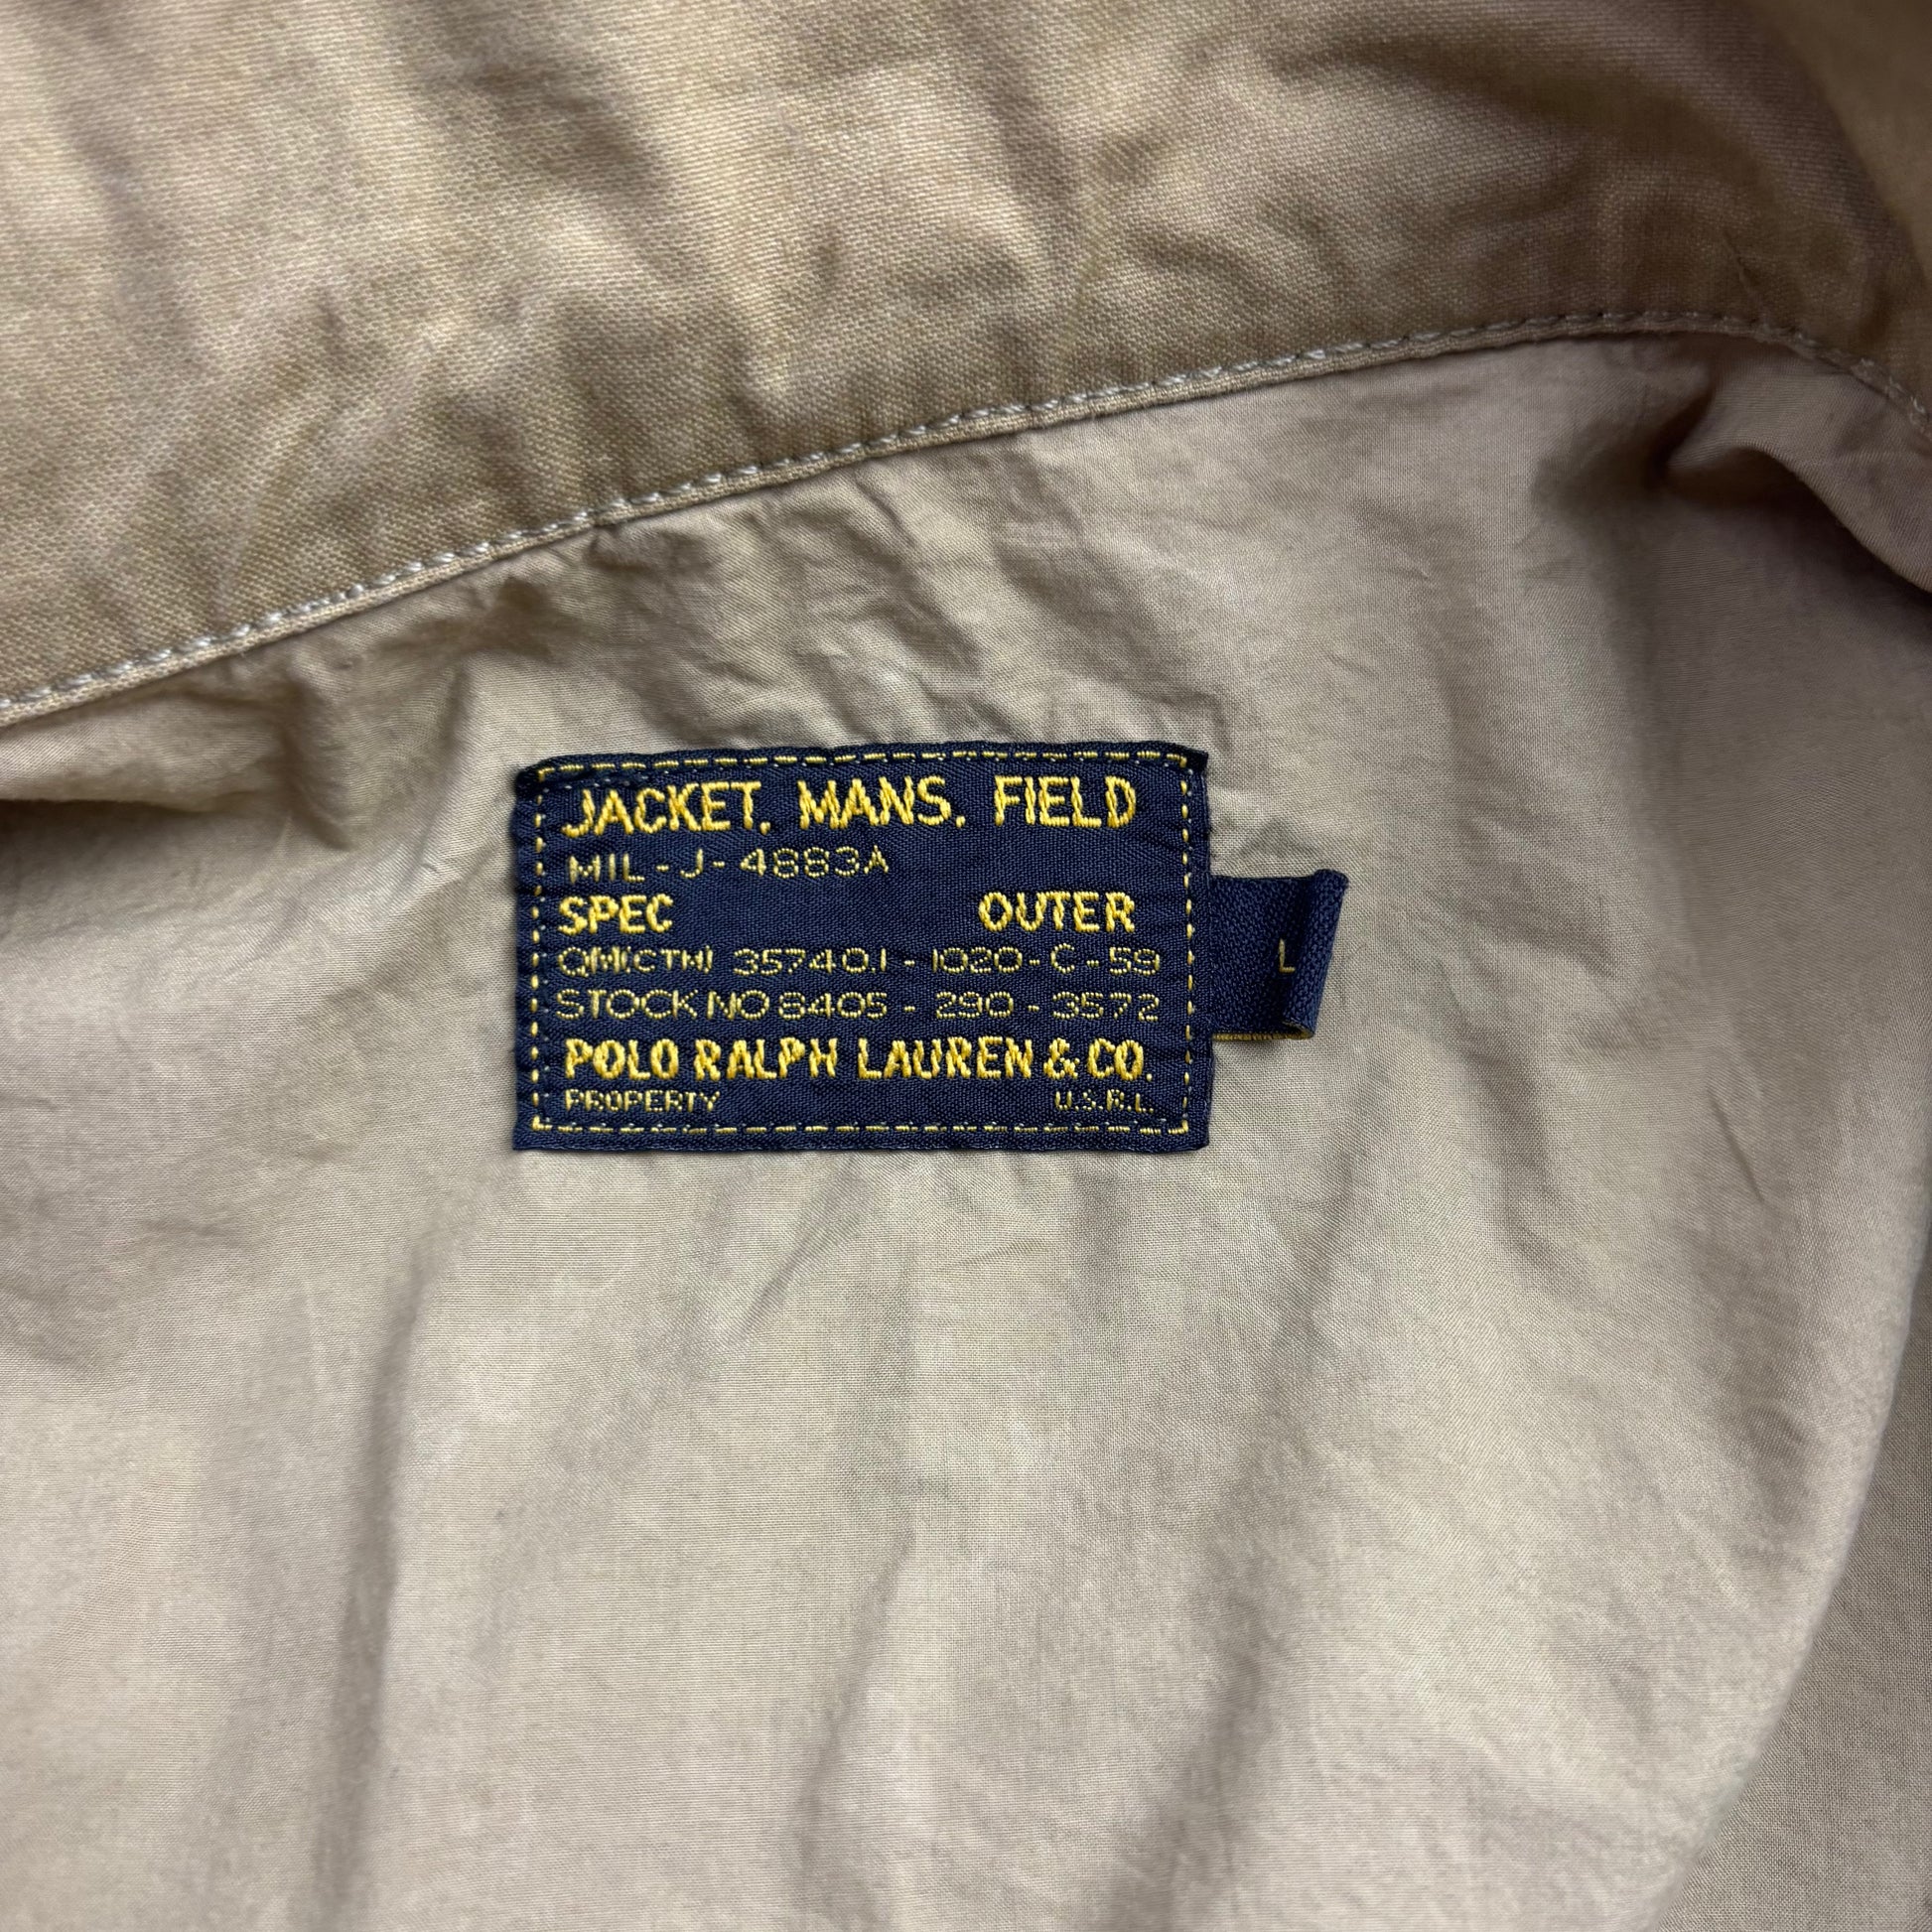 JACKET. MANS. FIELD
MIL-J-4883A
SPEC OUTER
QM(CTM) 35740.1-1020-C-59
STOCK NO 8405-290-3572
POLO RALPH LAUREN & CO.
PROPERTY U.S.R.L.
L